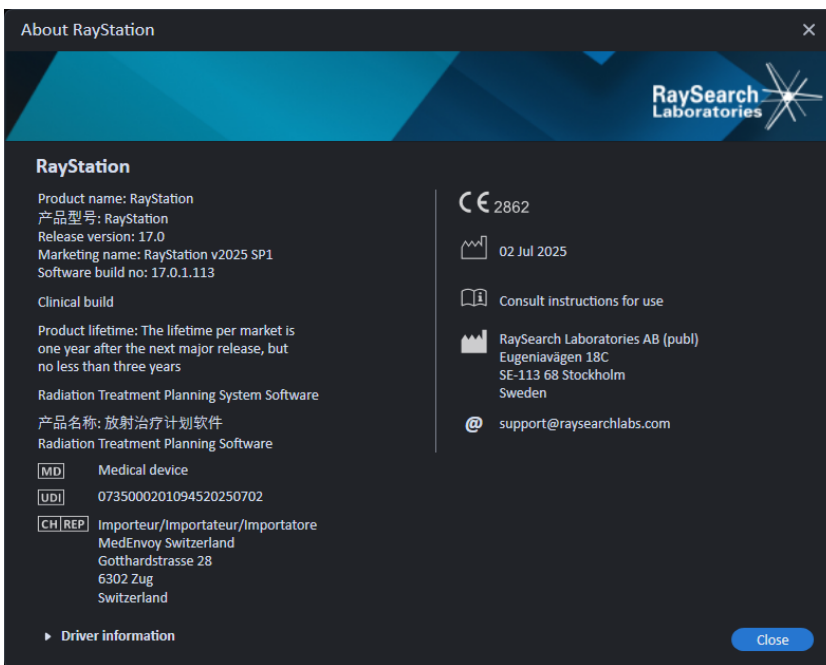 About RayStation
RaySearch
Laboratories
RayStation
Product name: RayStation
产品型号: RayStation
Release version: 17.0
Marketing name: RayStation v2025 SP1
Software build no: 17.0.1.113
Clinical build
Product lifetime: The lifetime per market is
one year after the next major release, but
no less than three years
Radiation Treatment Planning System Software
产品名称: 放射治疗计划软件
Radiation Treatment Planning Software
MD Medical device
UDI 0735000201094520250702
CH REP Importeur/Importateur/Importatore
MedEnvoy Switzerland
Gotthardstrasse 28
6302 Zug
Switzerland
CE 2862
02 Jul 2025
Consult instructions for use
RaySearch Laboratories AB (publ)
Eugeniavägen 18C
SE-113 68 Stockholm
Sweden
@ support@raysearchlabs.com
Driver information
Close